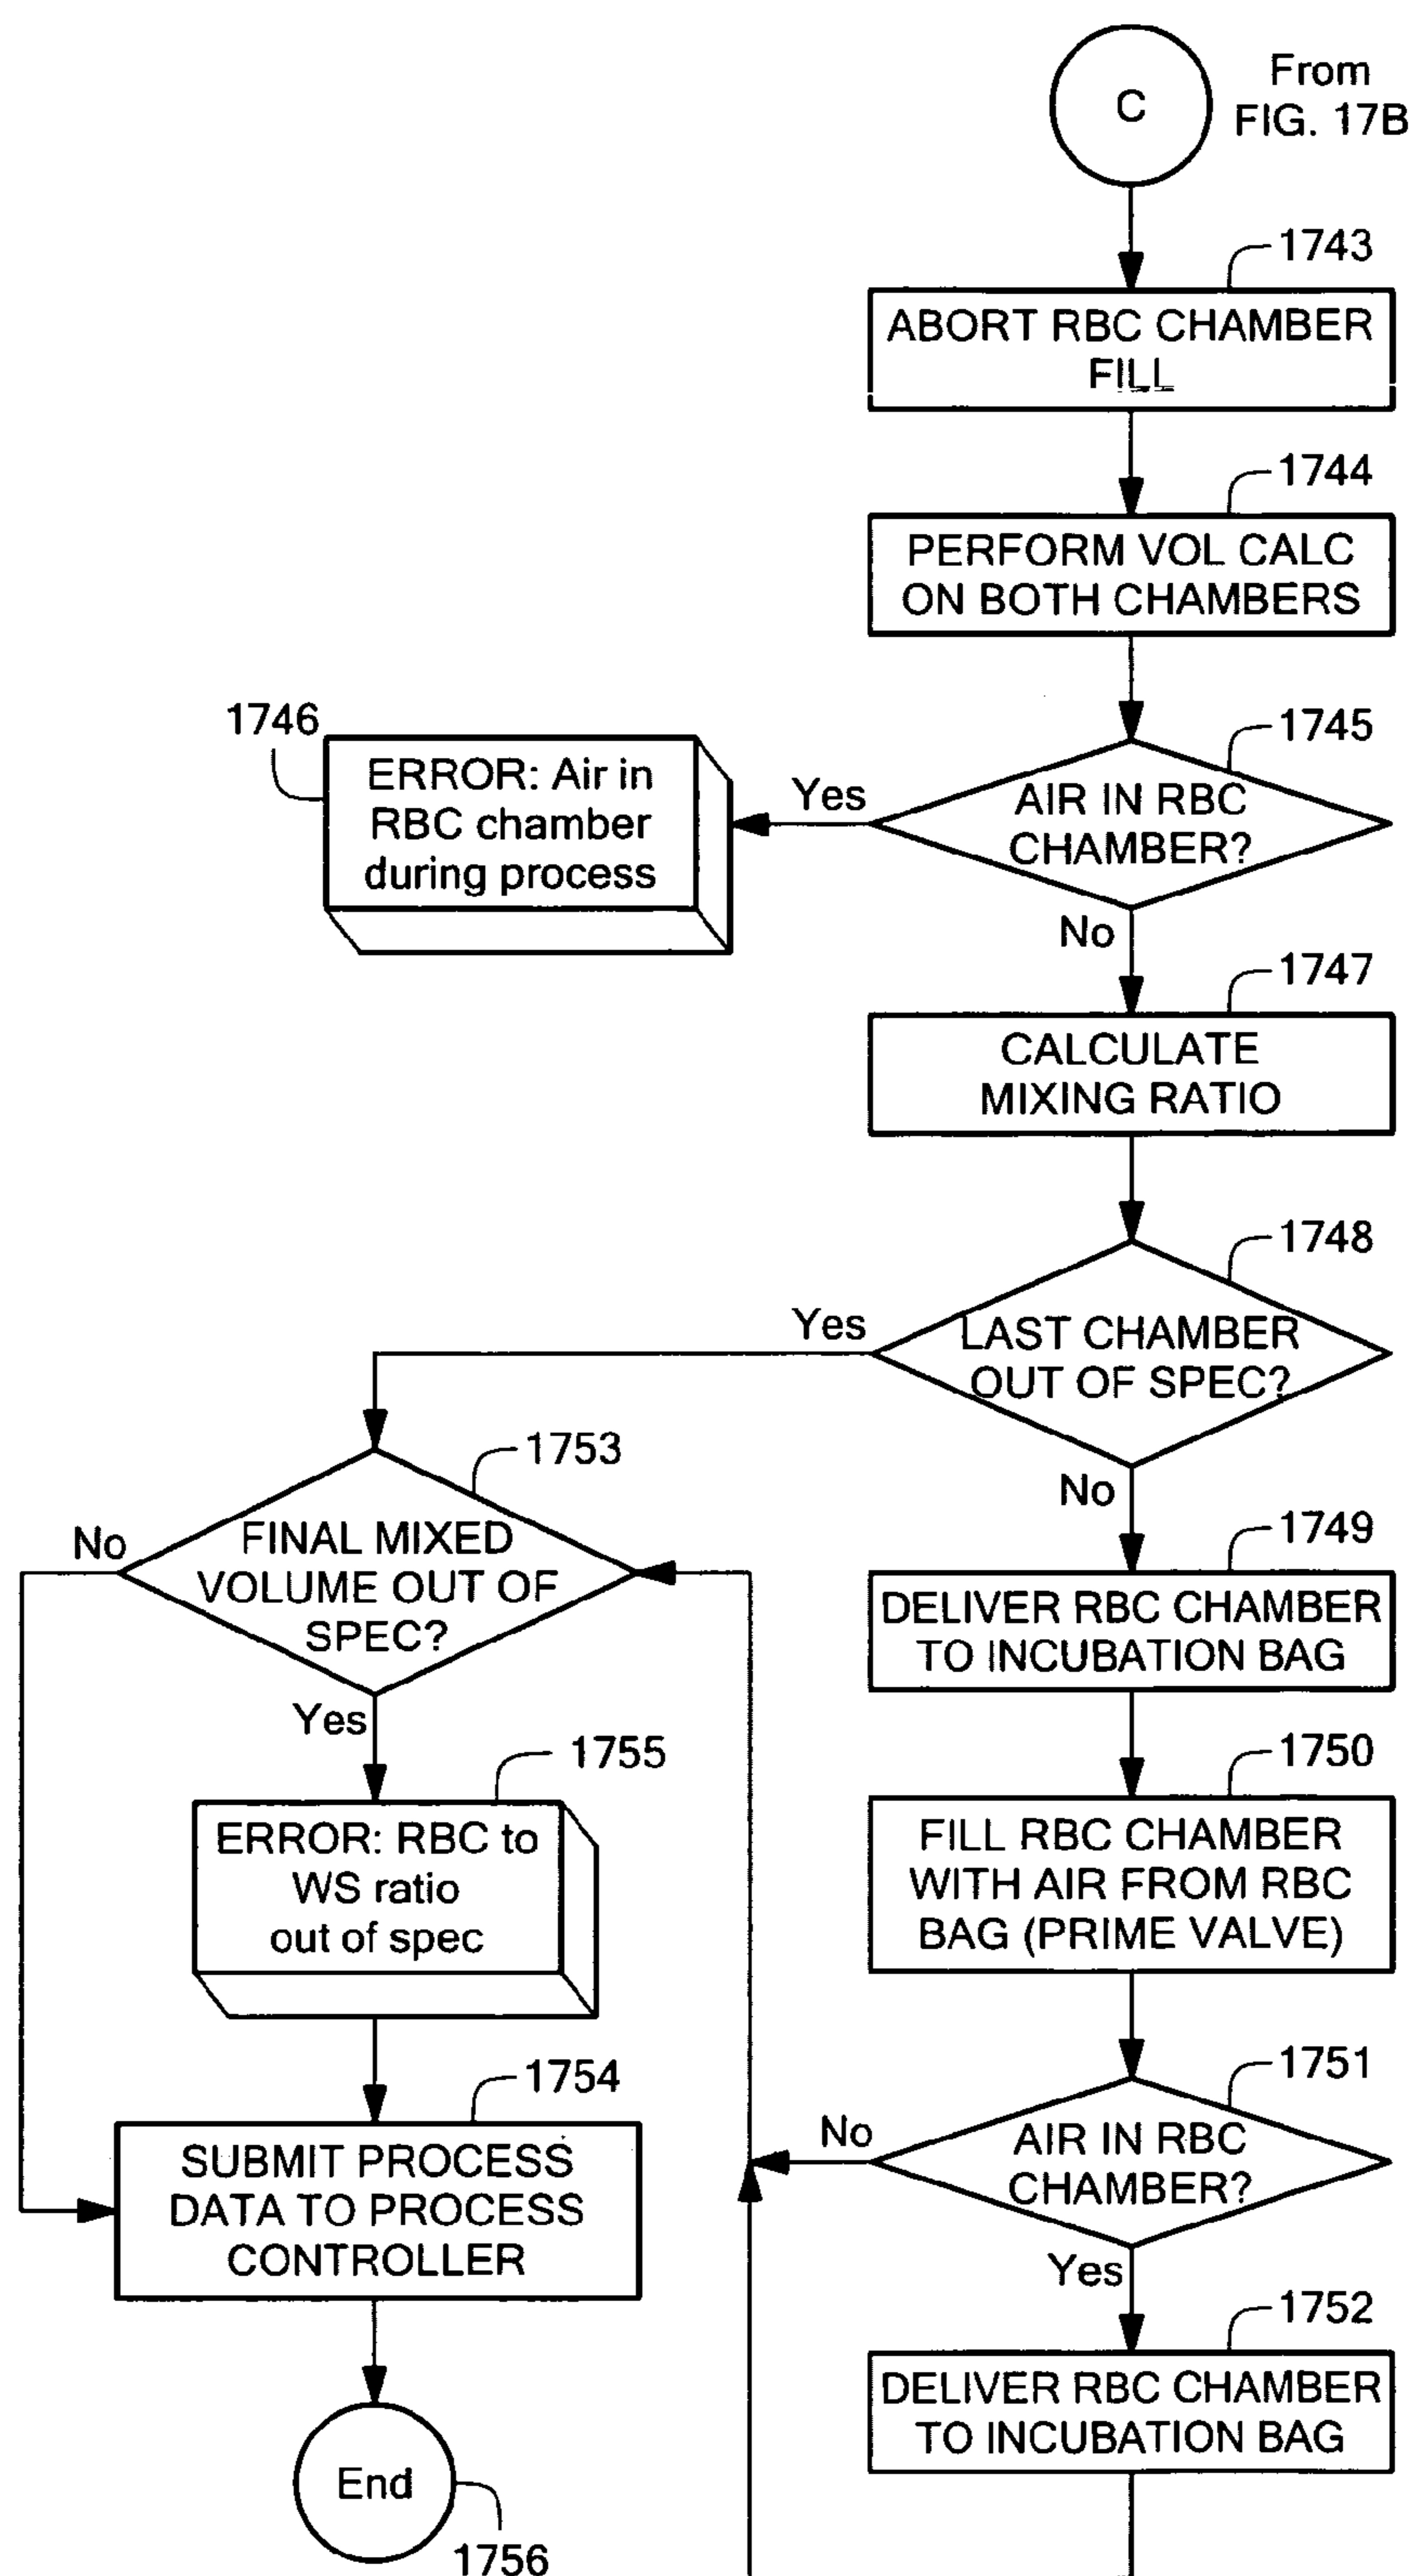 C
From
FIG. 17B
1743
ABORT RBC CHAMBER
FILL
1744
PERFORM VOL CALC
ON BOTH CHAMBERS
1745
AIR IN RBC
CHAMBER?
Yes
1746
ERROR: Air in
RBC chamber
during process
No
1747
CALCULATE
MIXING RATIO
1748
LAST CHAMBER
OUT OF SPEC?
Yes
No
1753
FINAL MIXED
VOLUME OUT OF
SPEC?
No
Yes
1749
DELIVER RBC CHAMBER
TO INCUBATION BAG
1755
ERROR: RBC to
WS ratio
out of spec
1750
FILL RBC CHAMBER
WITH AIR FROM RBC
BAG (PRIME VALVE)
1754
SUBMIT PROCESS
DATA TO PROCESS
CONTROLLER
1751
AIR IN RBC
CHAMBER?
No
Yes
1752
DELIVER RBC CHAMBER
TO INCUBATION BAG
End
1756